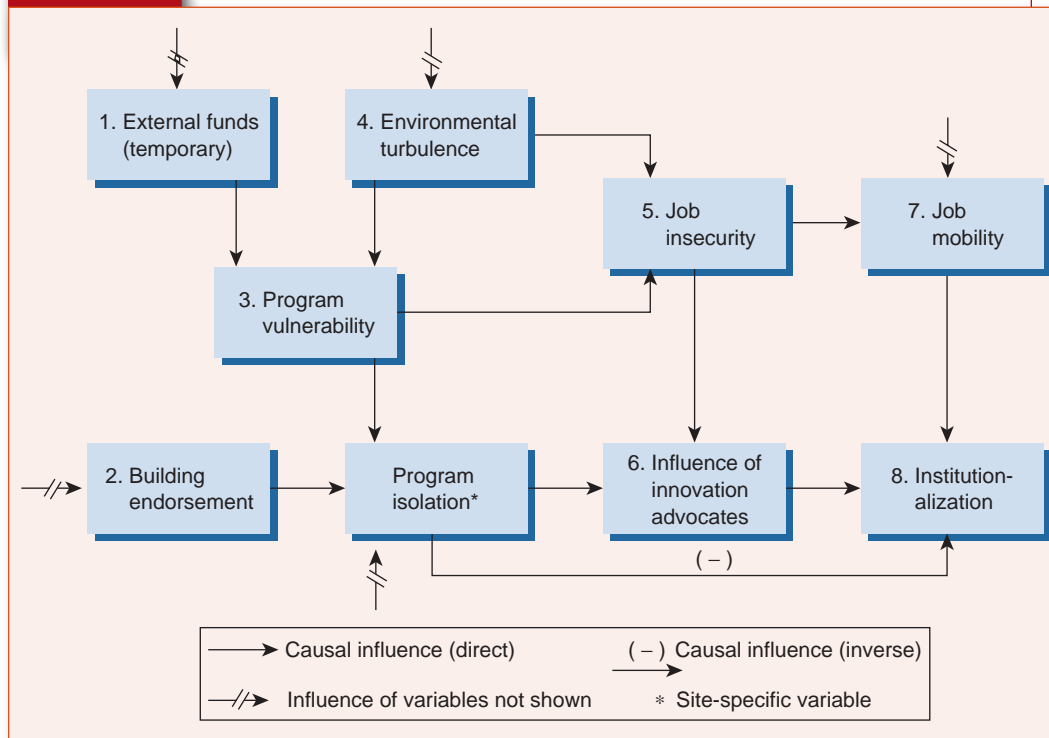 1. External funds
(temporary)
4. Environmental
turbulence
5. Job
insecurity
7. Job
mobility
3. Program
vulnerability
2. Building
endorsement
Program
isolation*
6. Influence of
innovation
advocates
8. Institution-
alization
( – )
Causal influence (direct)
( – ) Causal influence (inverse)
Influence of variables not shown
* Site-specific variable